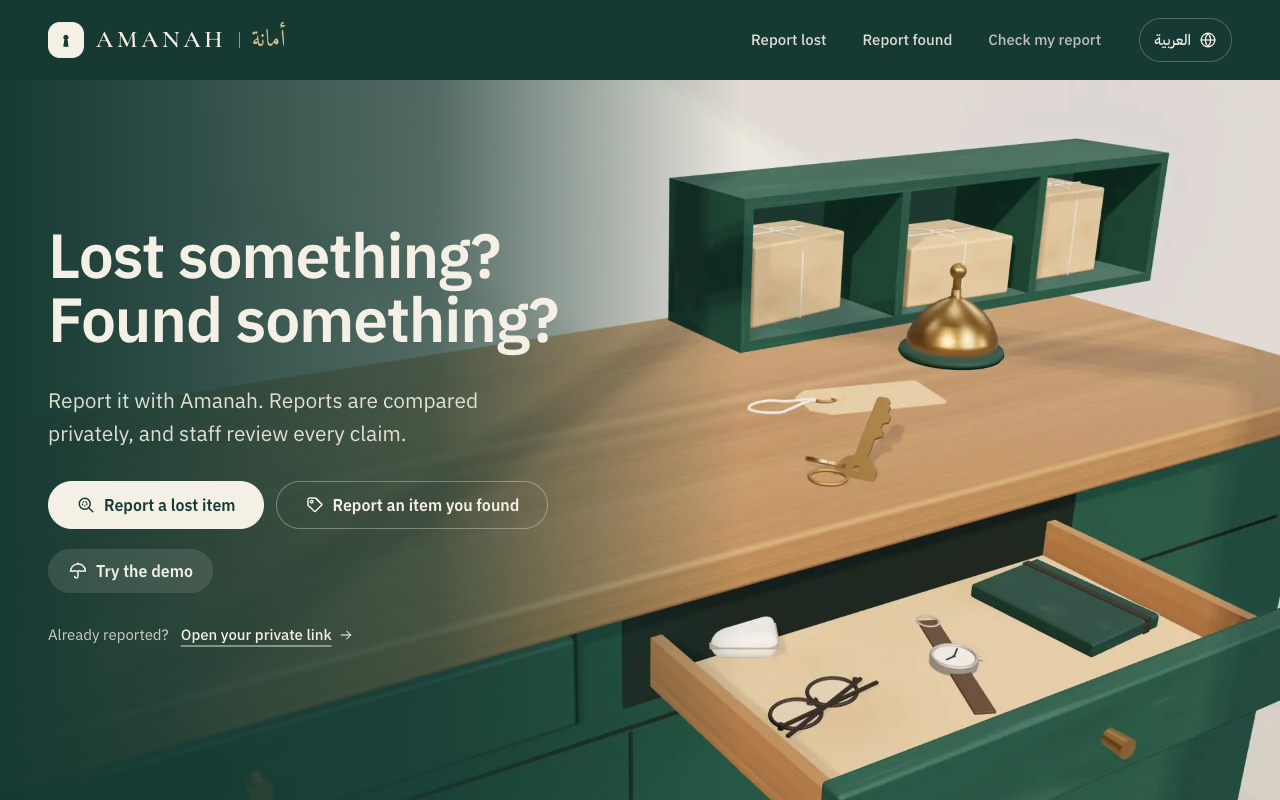 AMANAH | أمانة
Report lost
Report found
Check my report
العربية
Lost something?
Found something?
Report it with Amanah. Reports are compared
privately, and staff review every claim.
Report a lost item
Report an item you found
Try the demo
Already reported? Open your private link →